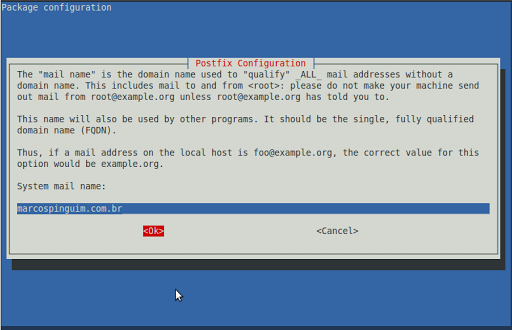 Package configuration
Postfix Configuration
The "mail name" is the domain name used to "qualify" _ALL_ mail addresses without a
domain name. This includes mail to and from <root>: please do not make your machine send
out mail from root@example.org unless root@example.org has told you to.
This name will also be used by other programs. It should be the single, fully qualified
domain name (FQDN).
Thus, if a mail address on the local host is foo@example.org, the correct value for this
option would be example.org.
System mail name:
marcospinguim.com.br
<Ok> <Cancel>